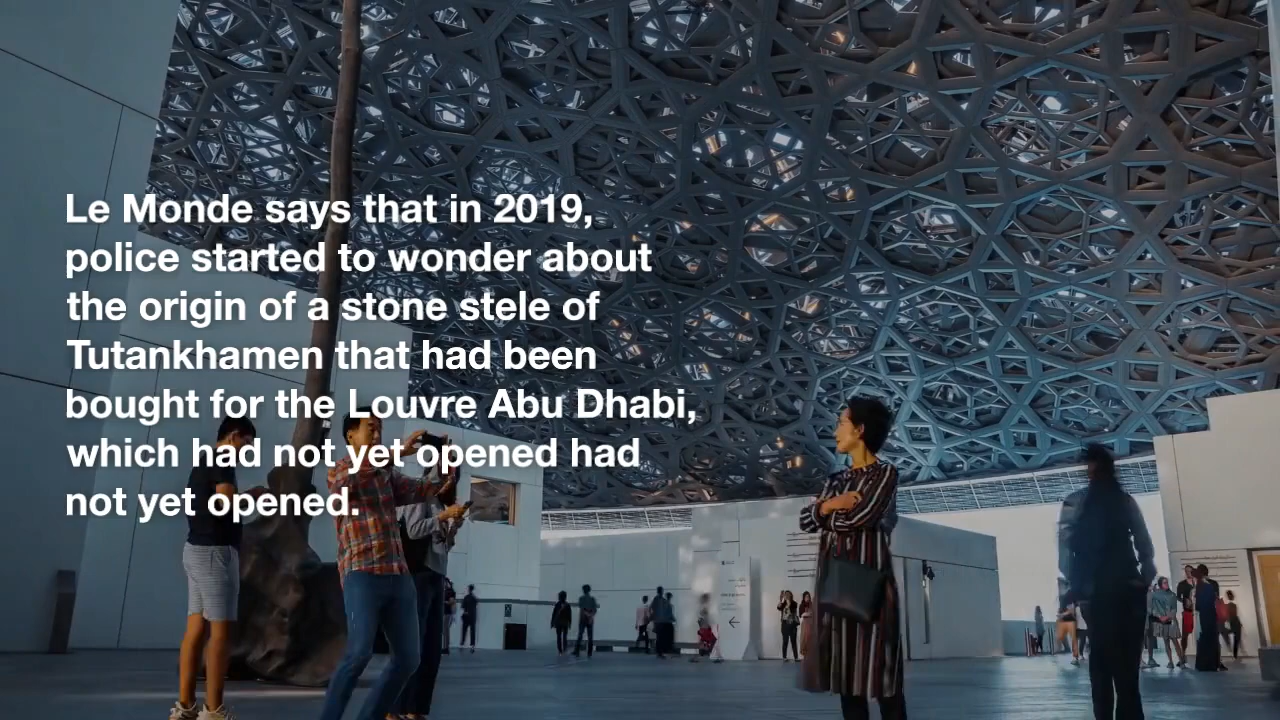 Le Monde says that in 2019,
police started to wonder about
the origin of a stone stele of
Tutankhamen that had been
bought for the Louvre Abu Dhabi,
which had not yet opened had
not yet opened.